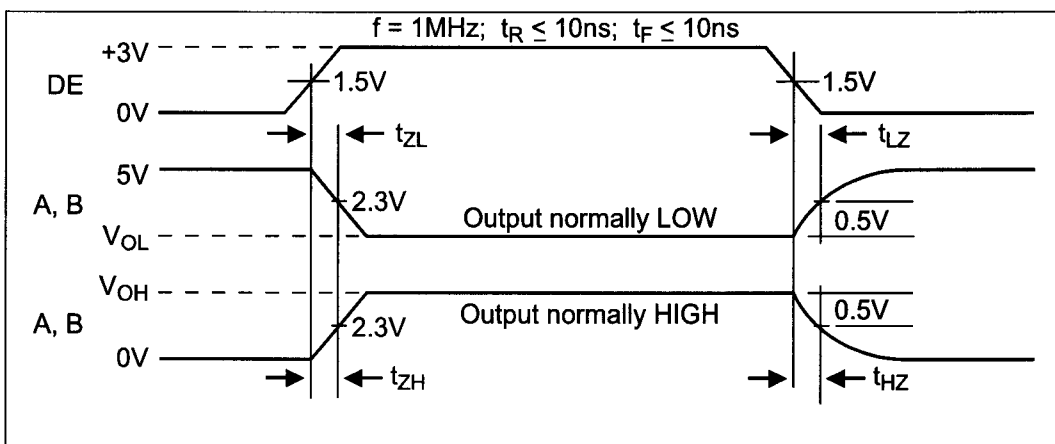 f = 1MHz; tR ≤ 10ns; tF ≤ 10ns
+3V
DE
1.5V
1.5V
0V
tZL
tLZ
5V
A, B
2.3V
Output normally LOW
0.5V
VOL
VOH
A, B
2.3V
Output normally HIGH
0.5V
0V
tZH
tHZ